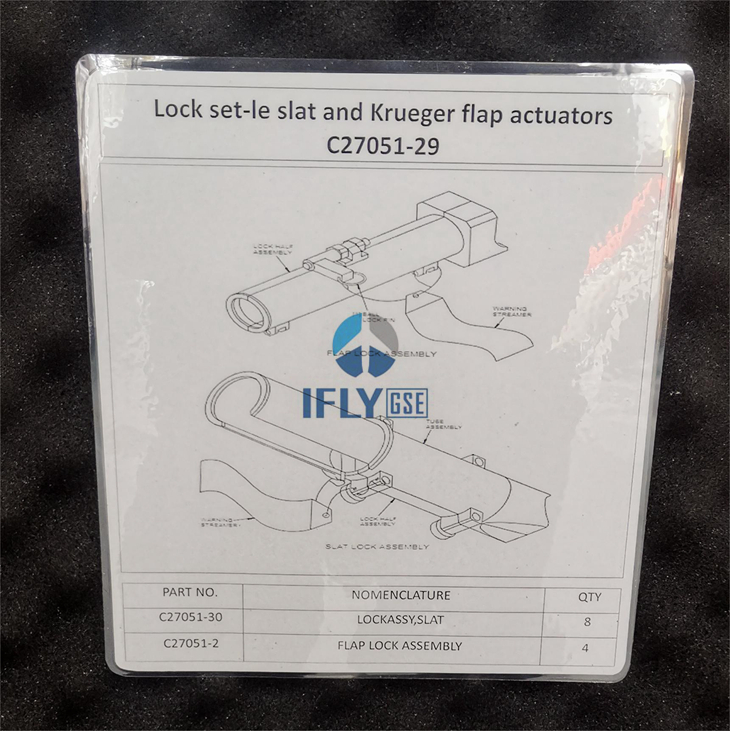 Lock set-le slat and Krueger flap actuators
C27051-29
LOCK HALF
ASSEMBLY
LOCK PIN
WARNING
STREAMER
FLAP LOCK ASSEMBLY
IFLY GSE
TUBE
ASSEMBLY
WARNING
STREAMER
LOCK HALF
ASSEMBLY
SLAT LOCK ASSEMBLY
PART NO. NOMENCLATURE QTY
C27051-30 LOCKASSY,SLAT 8
C27051-2 FLAP LOCK ASSEMBLY 4